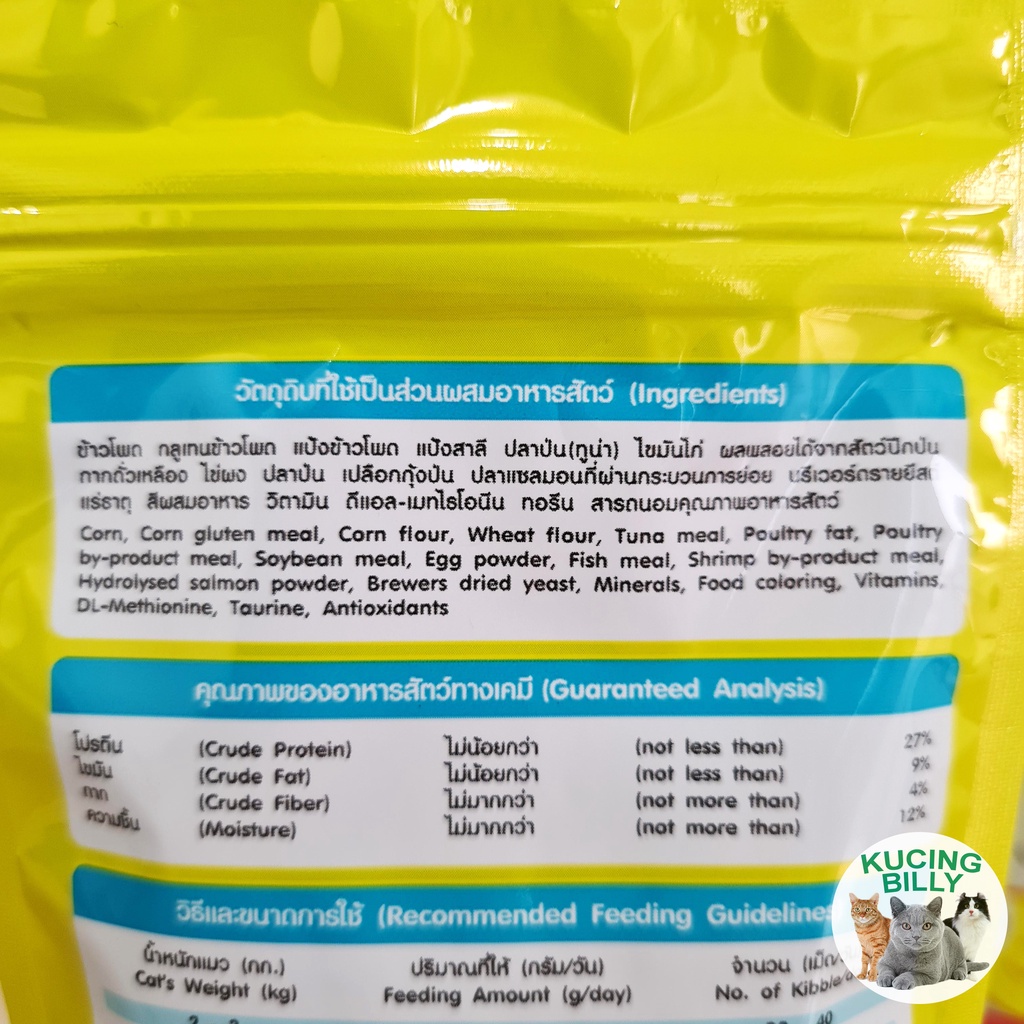 วัตถุดิบที่ใช้เป็นส่วนผสมอาหารสัตว์ (Ingredients)
ข้าวโพด กลูเทนข้าวโพด แป้งข้าวโพด แป้งสาลี ปลาป่น(ทูน่า) ไขมันไก่ ผลพลอยได้จากสัตว์ปีกป่น
กากถั่วเหลือง ไข่ผง ปลาป่น เปลือกกุ้งป่น ปลาแซลมอนที่ผ่านกระบวนการย่อย บริเวอร์ดรายยีสต์
แร่ธาตุ สีผสมอาหาร วิตามิน ดีแอล-เมทไธโอนีน ทอรีน สารถนอมคุณภาพอาหารสัตว์
Corn, Corn gluten meal, Corn flour, Wheat flour, Tuna meal, Poultry fat, Poultry
by-product meal, Soybean meal, Egg powder, Fish meal, Shrimp by-product meal,
Hydrolysed salmon powder, Brewers dried yeast, Minerals, Food coloring, Vitamins,
DL-Methionine, Taurine, Antioxidants
คุณภาพของอาหารสัตว์ทางเคมี (Guaranteed Analysis)
โปรตีน (Crude Protein) ไม่น้อยกว่า (not less than) 27%
ไขมัน (Crude Fat) ไม่น้อยกว่า (not less than) 9%
กาก (Crude Fiber) ไม่มากกว่า (not more than) 4%
ความชื้น (Moisture) ไม่มากกว่า (not more than) 12%
วิธีและขนาดการใช้ (Recommended Feeding Guidelines
น้ำหนักแมว (กก.) ปริมาณที่ให้ (กรัม/วัน) จำนวน (เม็ด/
Cat's Weight (kg) Feeding Amount (g/day) No. of Kibble/
KUCING
BILLY